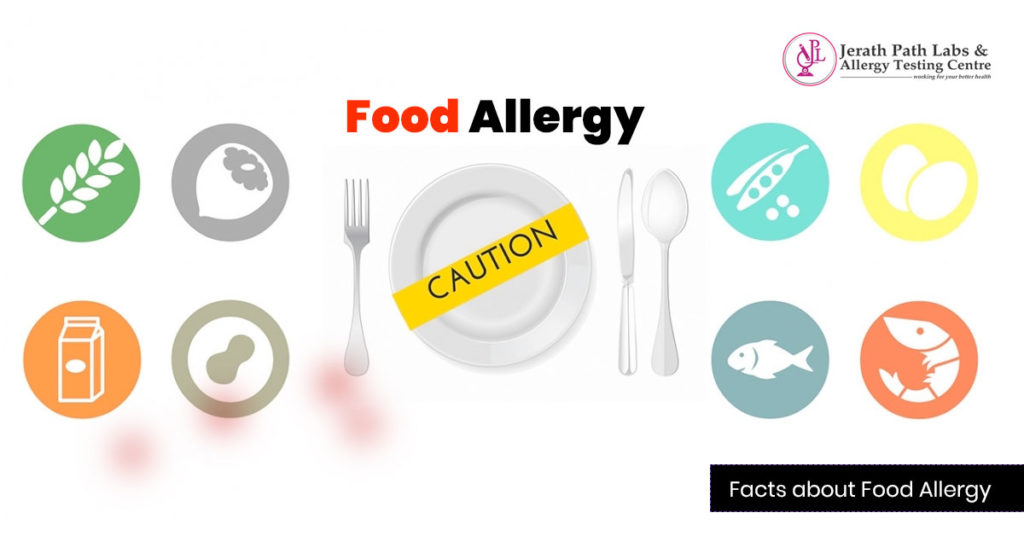 JPL
Jerath Path Labs &
Allergy Testing Centre
working for your better health
Food Allergy
CAUTION
Facts about Food Allergy